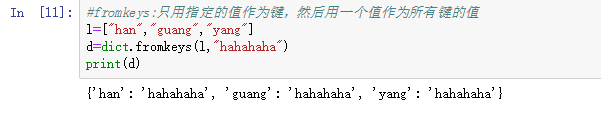 In [11]: #fromkeys:只用指定的值作为键，然后用一个值作为所有键的值
l=["han","guang","yang"]
d=dict.fromkeys(l,"hahahaha")
print(d)
{'han': 'hahahaha', 'guang': 'hahahaha', 'yang': 'hahahaha'}